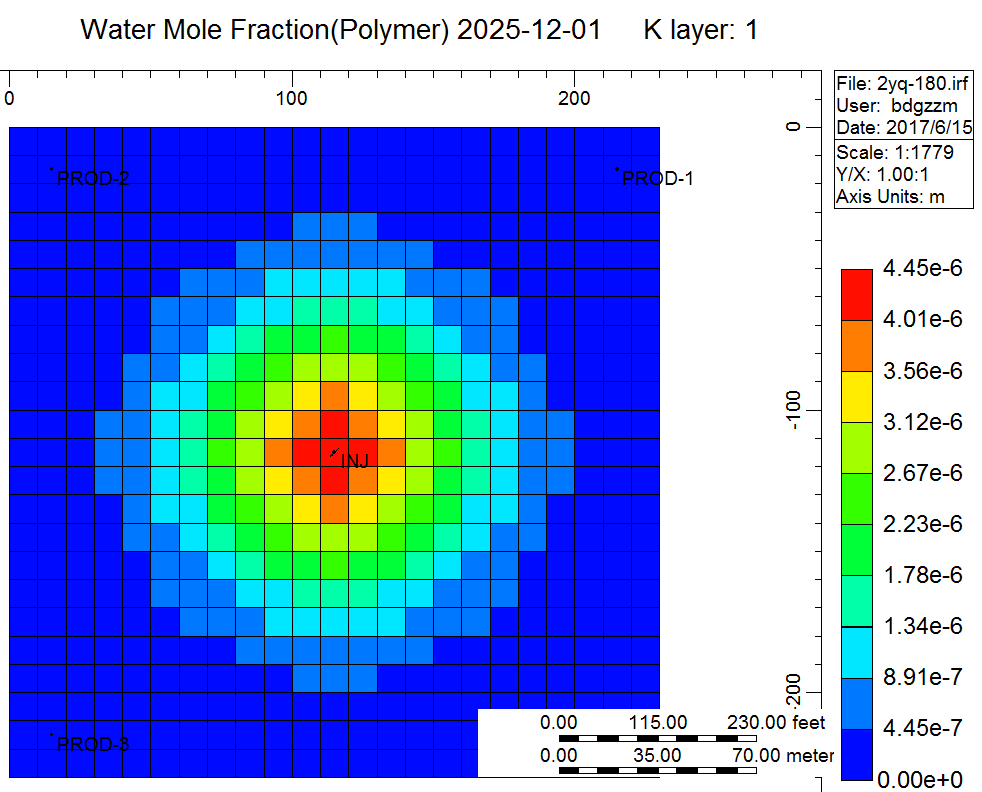 Water Mole Fraction(Polymer) 2025-12-01 K layer: 1
File: 2yq-180.irf
User: bdgzzm
Date: 2017/6/15
Scale: 1:1779
Y/X: 1.00:1
Axis Units: m
0 100 200
0
-100
-200
PROD-2
PROD-1
INJ
PROD-3
4.45e-6
4.01e-6
3.56e-6
3.12e-6
2.67e-6
2.23e-6
1.78e-6
1.34e-6
8.91e-7
4.45e-7
0.00e+0
0.00 115.00 230.00 feet
0.00 35.00 70.00 meter